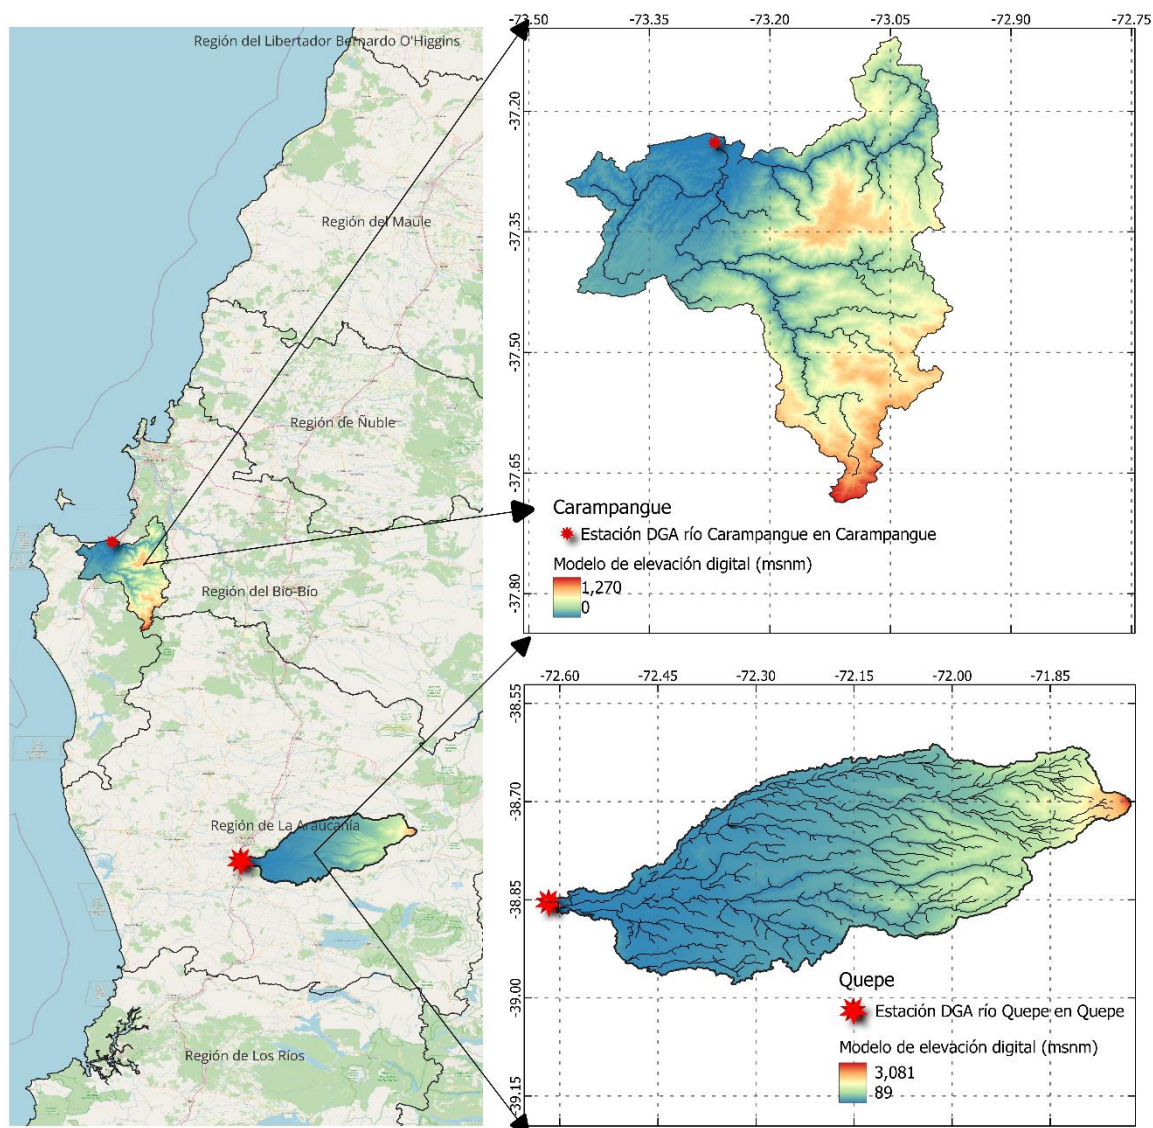 Región del Libertador Bernardo O'Higgins
Región del Maule
Región de Ñuble
Región del Bío-Bío
Región de La Araucanía
Región de Los Ríos
-73.50 -73.35 -73.20 -73.05 -72.90 -72.75
-37.20
-37.35
-37.50
-37.65
-37.80
Carampangue
Estación DGA río Carampangue en Carampangue
Modelo de elevación digital (msnm)
1,270
0
-72.60 -72.45 -72.30 -72.15 -72.00 -71.85
-38.55
-38.70
-38.85
-39.00
-39.15
Quepe
Estación DGA río Quepe en Quepe
Modelo de elevación digital (msnm)
3,081
89